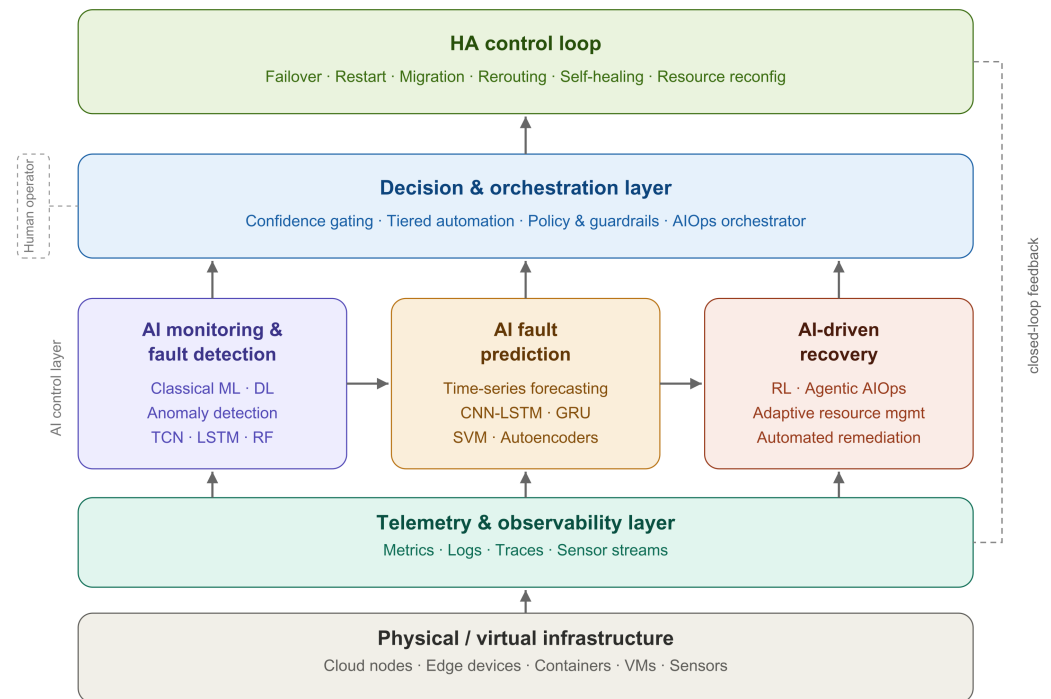 HA control loop
Failover · Restart · Migration · Rerouting · Self-healing · Resource reconfig
Human operator
Decision & orchestration layer
Confidence gating · Tiered automation · Policy & guardrails · AIOps orchestrator
closed-loop feedback
AI control layer
AI monitoring &
fault detection
Classical ML · DL
Anomaly detection
TCN · LSTM · RF
AI fault
prediction
Time-series forecasting
CNN-LSTM · GRU
SVM · Autoencoders
AI-driven
recovery
RL · Agentic AIOps
Adaptive resource mgmt
Automated remediation
Telemetry & observability layer
Metrics · Logs · Traces · Sensor streams
Physical / virtual infrastructure
Cloud nodes · Edge devices · Containers · VMs · Sensors